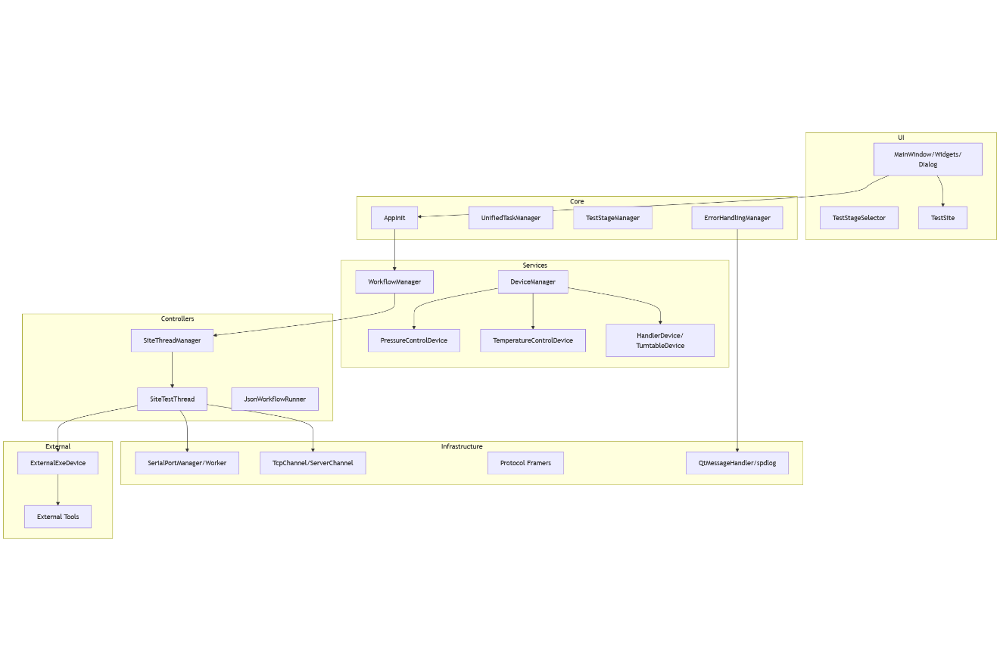 UI
MainWindow/Widgets/
Dialog
TestStageSelector
TestSite
Core
AppInit
UnifiedTaskManager
TestStageManager
ErrorHandlingManager
Services
WorkflowManager
DeviceManager
PressureControlDevice
TemperatureControlDevice
HandlerDevice/
TurntableDevice
Controllers
SiteThreadManager
SiteTestThread
JsonWorkflowRunner
External
ExternalExeDevice
External Tools
Infrastructure
SerialPortManager/Worker
TcpChannel/ServerChannel
Protocol Framers
QtMessageHandler/spdlog